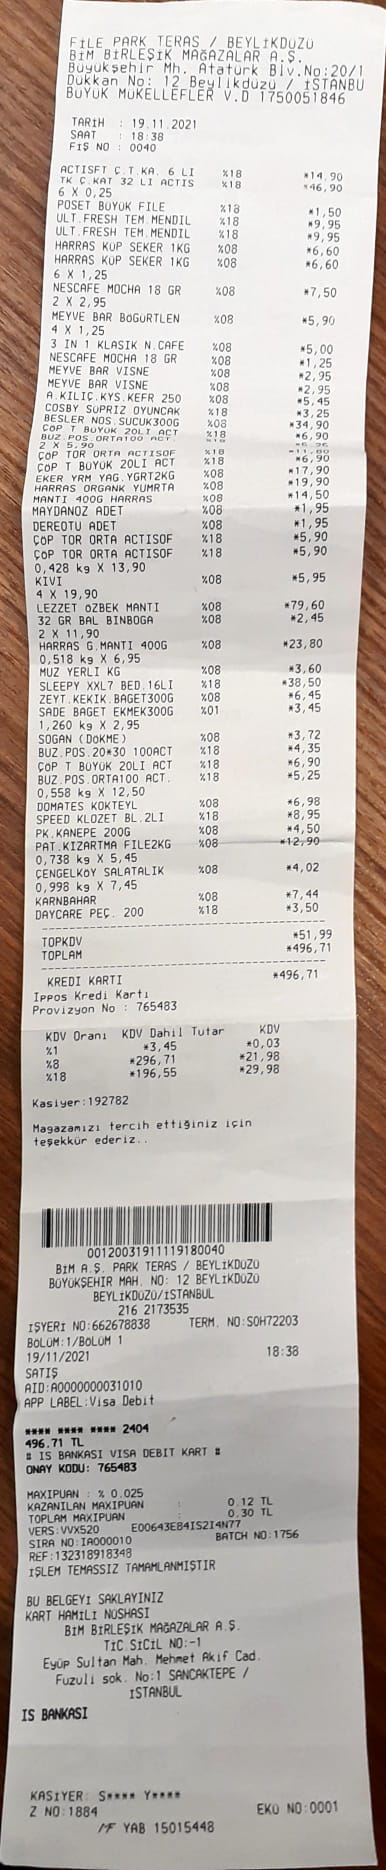 FİLE PARK TERAS / BEYLİKDÜZÜ
BİM BİRLEŞİK MAĞAZALAR A.Ş.
Büyükşehir Mh. Atatürk Blv.No:20/1
Dükkan No: 12 Beylikdüzü / İSTANBU
BÜYÜK MÜKELLEFLER V.D 1750051846
TARİH : 19.11.2021
SAAT : 18:38
FİŞ NO : 0040
ACTISFT Ç.T.KA. 6 LI %18 *14,90
TK Ç.KAT 32 LI ACTIS %18 *46,90
6 X 0,25
POSET BÜYÜK FILE %18 *1,50
ULT.FRESH TEM.MENDIL %18 *9,95
ULT.FRESH TEM.MENDIL %18 *9,95
HARRAS KÜP SEKER 1KG %08 *6,60
HARRAS KÜP SEKER 1KG %08 *6,60
6 X 1,25
NESCAFE MOCHA 18 GR %08 *7,50
2 X 2,95
MEYVE BAR BÖGÜRTLEN %08 *5,90
4 X 1,25
3 IN 1 KLASIK N.CAFE %08 *5,00
NESCAFE MOCHA 18 GR %08 *1,25
MEYVE BAR VISNE %08 *2,95
MEYVE BAR VISNE %08 *2,95
A.KILIÇ.KYS.KEFR 250 %08 *5,45
COSBY SÜPRIZ OYUNCAK %18 *3,25
BESLER NOS.SUCUK300G %08 *34,90
ÇÖP T BÜYÜK 20LI ACT %18 *6,90
BUZ.POS.ORTA100 ACT. %18
2 X 5,90
ÇÖP TOR ORTA ACTISOF %18 *11,80
ÇÖP T BÜYÜK 20LI ACT %18 *6,90
EKER YRM YAG.YGRT2KG %08 *17,90
HARRAS ORGANK YUMRTA %08 *19,90
MANTI 400G HARRAS %08 *14,50
MAYDANOZ ADET %08 *1,95
DEREOTU ADET %08 *1,95
ÇÖP TOR ORTA ACTISOF %18 *5,90
ÇÖP TOR ORTA ACTISOF %18 *5,90
0,428 kg X 13,90
KIVI %08 *5,95
4 X 19,90
LEZZET ÖZBEK MANTI %08 *79,60
32 GR BAL BINBOGA %08 *2,45
2 X 11,90
HARRAS G.MANTI 400G %08 *23,80
0,518 kg X 6,95
MUZ YERLI KG %08 *3,60
SLEEPY XXL7 BED.16LI %18 *38,50
ZEYT.KEKIK.BAGET300G %08 *6,45
SADE BAGET EKMEK300G %01 *3,45
1,260 kg X 2,95
SOGAN (DÖKME) %08 *3,72
BUZ.POS.20*30 100ACT %18 *4,35
ÇÖP T BÜYÜK 20LI ACT %18 *6,90
BUZ.POS.ORTA100 ACT. %18 *5,25
0,558 kg X 12,50
DOMATES KOKTEYL %08 *6,98
SPEED KLOZET BL.2LI %18 *8,95
PK.KANEPE 200G %08 *4,50
PAT.KIZARTMA FILE2KG %08 *12,90
0,738 kg X 5,45
ÇENGELKÖY SALATALIK %08 *4,02
0,998 kg X 7,45
KARNBAHAR %08 *7,44
DAYCARE PEÇ. 200 %18 *3,50
TOPKDV *51,99
TOPLAM *496,71
KREDİ KARTI *496,71
Ippos Kredi Kartı
Provizyon No : 765483
KDV Oranı KDV Dahil Tutar KDV
%1 *3,45 *0,03
%8 *296,71 *21,98
%18 *196,55 *29,98
Kasiyer:192782
Mağazamızı tercih ettiğiniz için
teşekkür ederiz..
001200319111191180040
BİM A.Ş. PARK TERAS / BEYLİKDÜZÜ
BÜYÜKŞEHİR MAH. NO: 12 BEYLİKDÜZÜ
BEYLİKDÜZÜ/İSTANBUL
216 2173535
İŞYERİ NO:662678838 TERM. NO:S0H72203
BÖLÜM:1/BÖLÜM 1
19/11/2021 18:38
SATIŞ
AID:A0000000031010
APP LABEL:Visa Debit
**** **** **** 2404
496.71 TL
# IS BANKASI VISA DEBIT KART #
ONAY KODU: 765483
MAXIPUAN : % 0.025
KAZANILAN MAXIPUAN : 0.12 TL
TOPLAM MAXIPUAN : 0.30 TL
VERS:VVX520 E00643E84IS2I4N77
SIRA NO:IA000010 BATCH NO:1756
REF:132318918348
İŞLEM TEMASSIZ TAMAMLANMIŞTIR
BU BELGEYİ SAKLAYINIZ
KART HAMİLİ NÜSHASI
BİM BİRLEŞİK MAĞAZALAR A.Ş.
TİC.SİCİL NO:-1
Eyüp Sultan Mah. Mehmet Akif Cad.
Fuzuli sok. No:1 SANCAKTEPE /
İSTANBUL
IS BANKASI
KASİYER: S**** Y****
Z NO:1884 EKÜ NO:0001
MF YAB 15015448